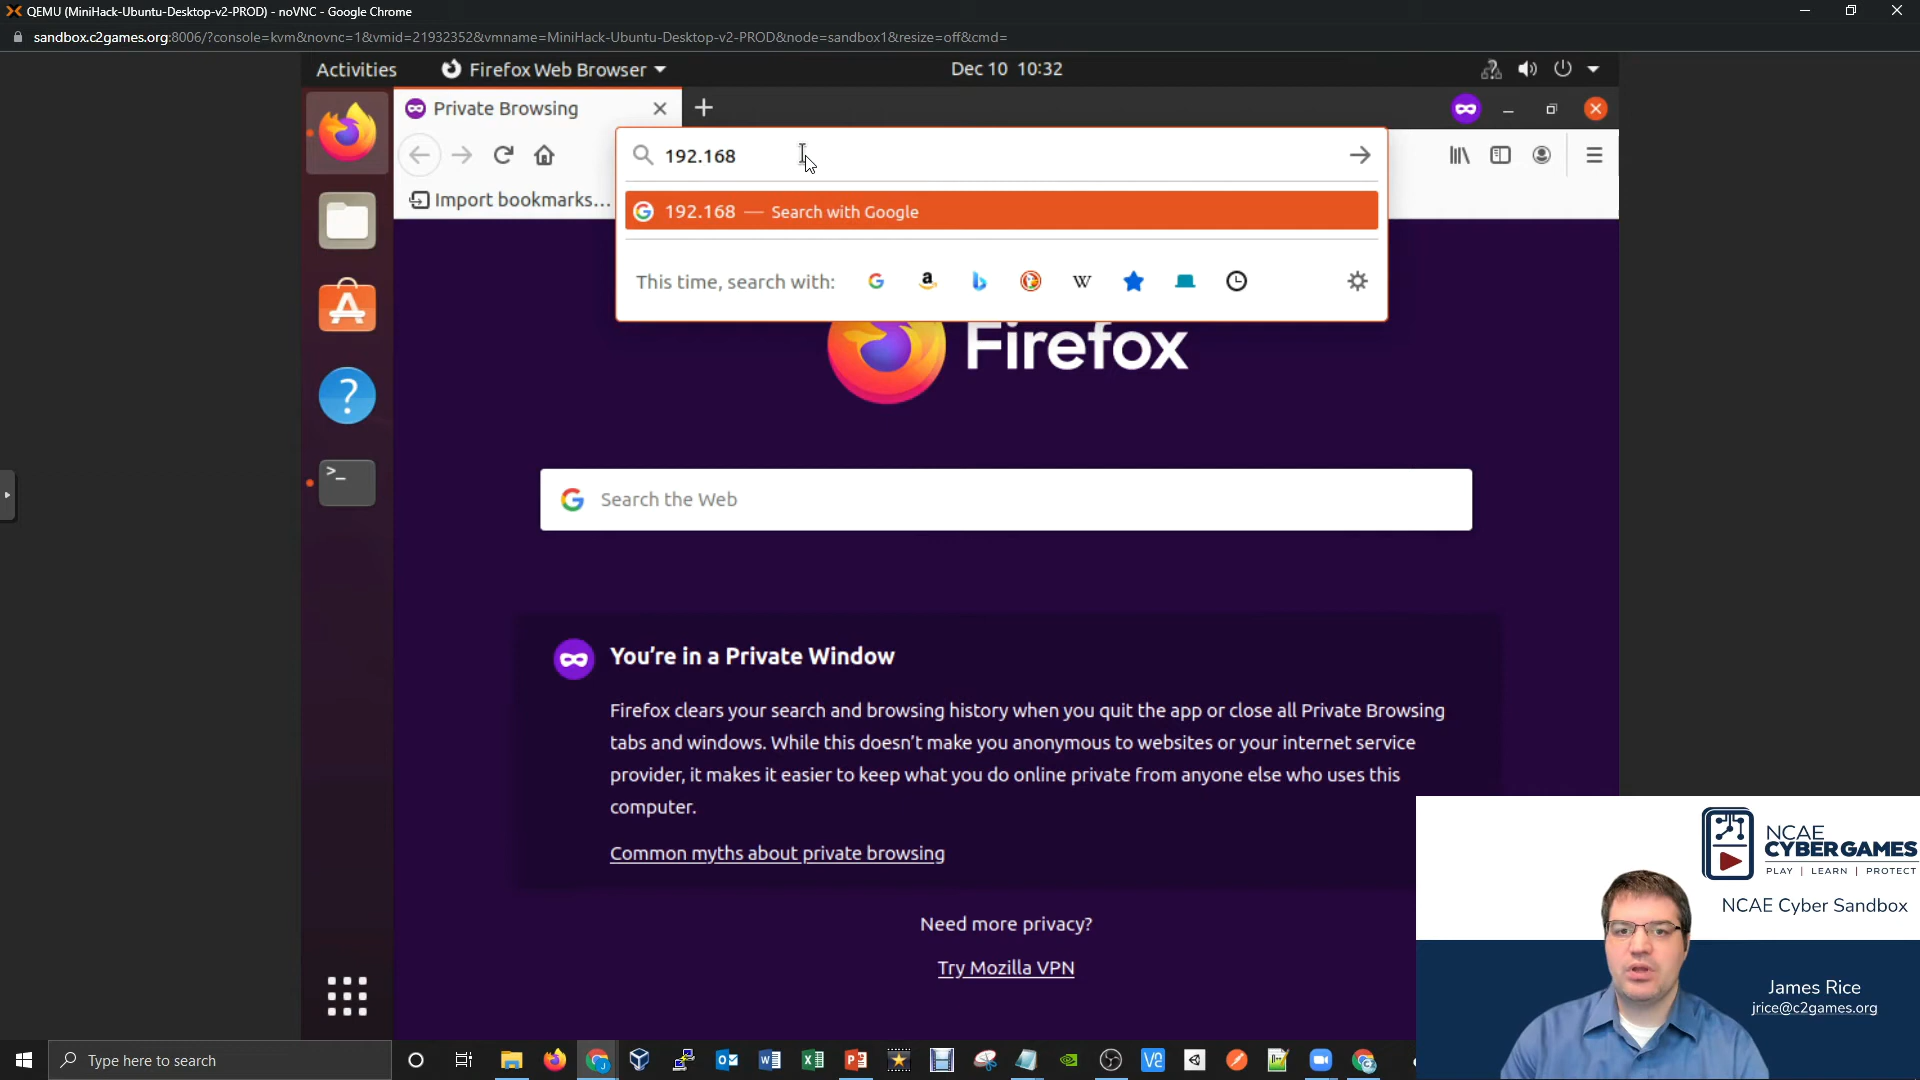 QEMU (MiniHack-Ubuntu-Desktop-v2-PROD) - noVNC - Google Chrome
sandbox.c2games.org:8006/?console=kvm&novnc=1&vmid=21932352&vmname=MiniHack-Ubuntu-Desktop-v2-PROD&node=sandbox1&resize=off&cmd=
Activities Firefox Web Browser Dec 10 10:32
Private Browsing
192.168
Import bookmarks...
192.168 — Search with Google
This time, search with:
Firefox
Search the Web
You're in a Private Window
Firefox clears your search and browsing history when you quit the app or close all Private Browsing
tabs and windows. While this doesn't make you anonymous to websites or your internet service
provider, it makes it easier to keep what you do online private from anyone else who uses this
computer.
Common myths about private browsing
Need more privacy?
Try Mozilla VPN
NCAE
CYBERGAMES
PLAY | LEARN | PROTECT
NCAE Cyber Sandbox
James Rice
jrice@c2games.org
Type here to search